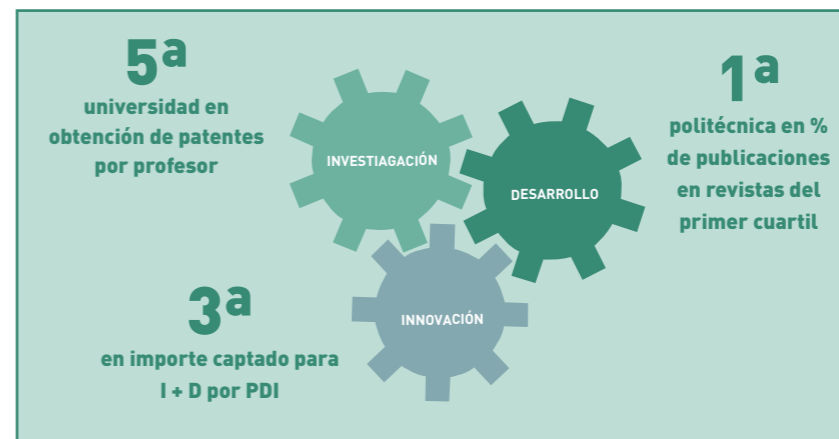 5ª
universidad en
obtención de patentes
por profesor
INVESTIAGACIÓN
DESARROLLO
1ª
politécnica en %
de publicaciones
en revistas del
primer cuartil
INNOVACIÓN
3ª
en importe captado para
I + D por PDI